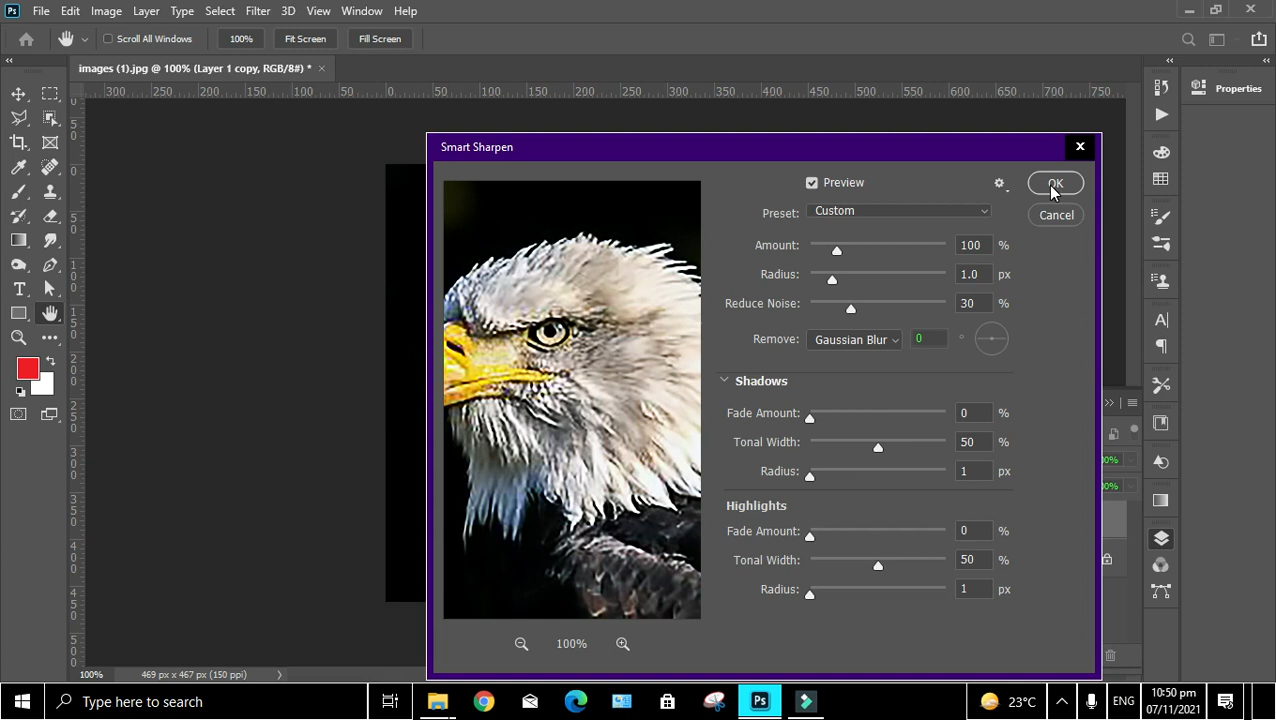 Ps File Edit Image Layer Type Select Filter 3D View Window Help
Scroll All Windows 100% Fit Screen Fill Screen
images (1).jpg @ 100% (Layer 1 copy, RGB/8#) * ×
300 250 200 150 100 50 0 50 100 150 200 250 300 350 400 450 500 550 600 650 700 750
Properties
Smart Sharpen
Preview
OK
Preset: Custom
Cancel
Amount: 100 %
Radius: 1.0 px
Reduce Noise: 30 %
Remove: Gaussian Blur 0 °
Shadows
Fade Amount: 0 %
Tonal Width: 50 %
Radius: 1 px
Highlights
Fade Amount: 0 %
Tonal Width: 50 %
Radius: 1 px
100%
100% 469 px x 467 px (150 ppi)
Type here to search
Ps
23°C
ENG
10:50 pm
07/11/2021